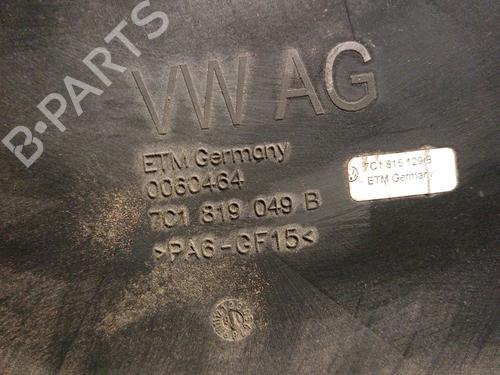 B-PARTS
VW AG
ETM Germany
0060464
7C1 819 049 B
>PA6-GF15<
7C1 815 129 B
ETM Germany